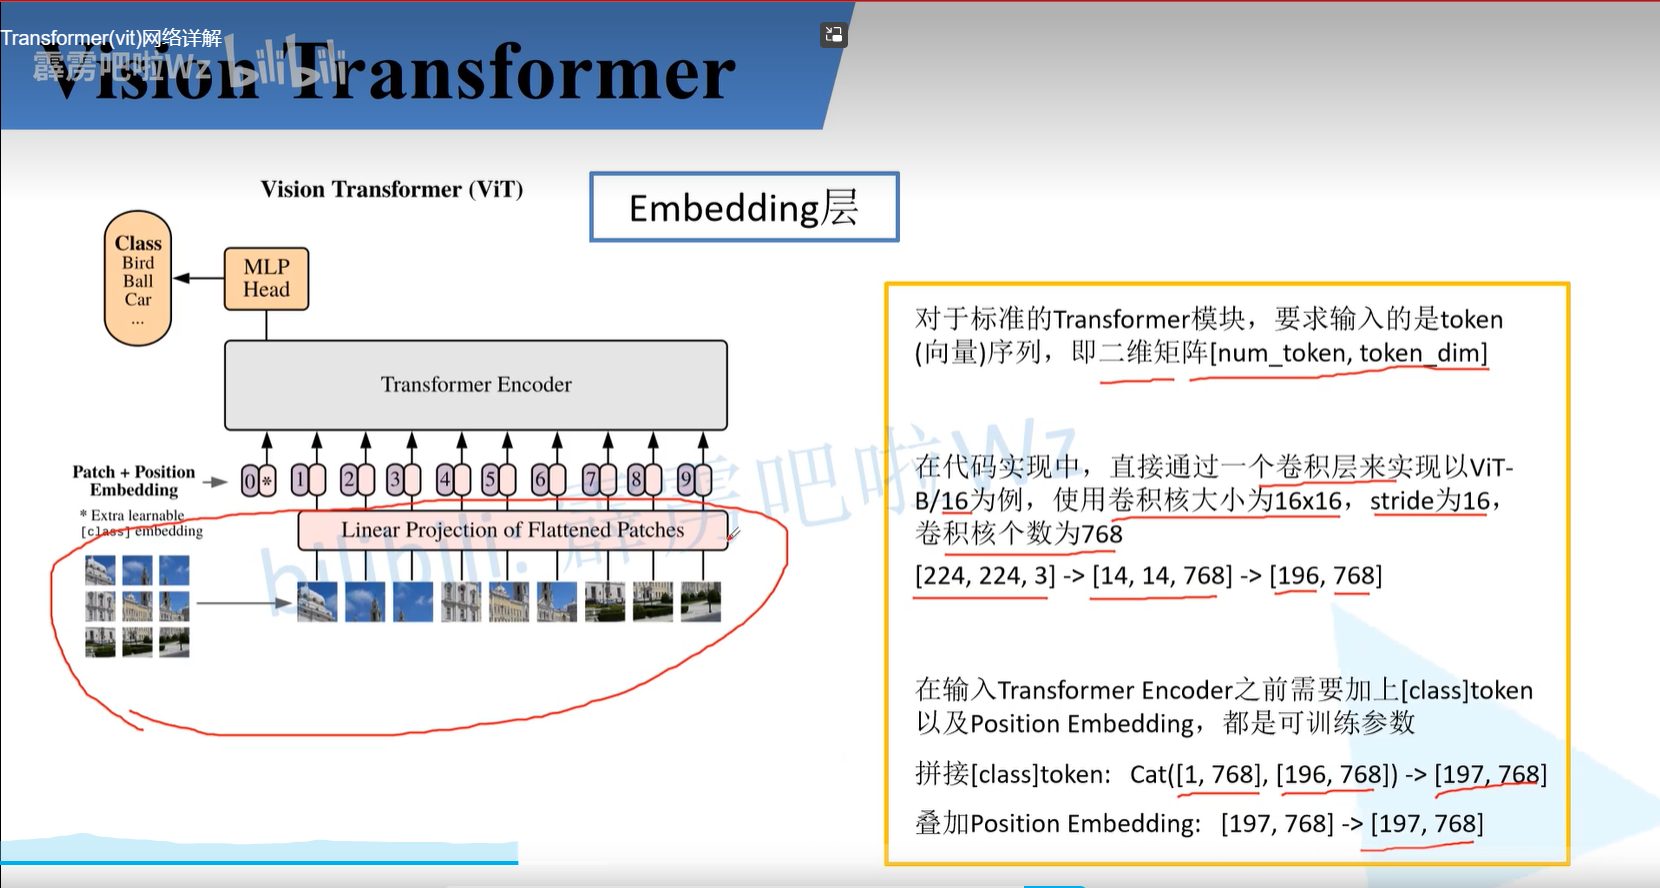 Transformer(vit)网络详解
霹雳吧啦Wz bilibili
Vision Transformer
Vision Transformer (ViT)
Embedding层
Class
Bird
Ball
Car
...
MLP
Head
Transformer Encoder
Patch + Position
Embedding
0 * 1 2 3 4 5 6 7 8 9
* Extra learnable
[class] embedding
Linear Projection of Flattened Patches
对于标准的Transformer模块，要求输入的是token
(向量)序列，即二维矩阵[num_token, token_dim]
在代码实现中，直接通过一个卷积层来实现以ViT-
B/16为例，使用卷积核大小为16x16，stride为16，
卷积核个数为768
[224, 224, 3] -> [14, 14, 768] -> [196, 768]
在输入Transformer Encoder之前需要加上[class]token
以及Position Embedding，都是可训练参数
拼接[class]token: Cat([1, 768], [196, 768]) -> [197, 768]
叠加Position Embedding: [197, 768] -> [197, 768]
bilibili: 霹雳吧啦Wz